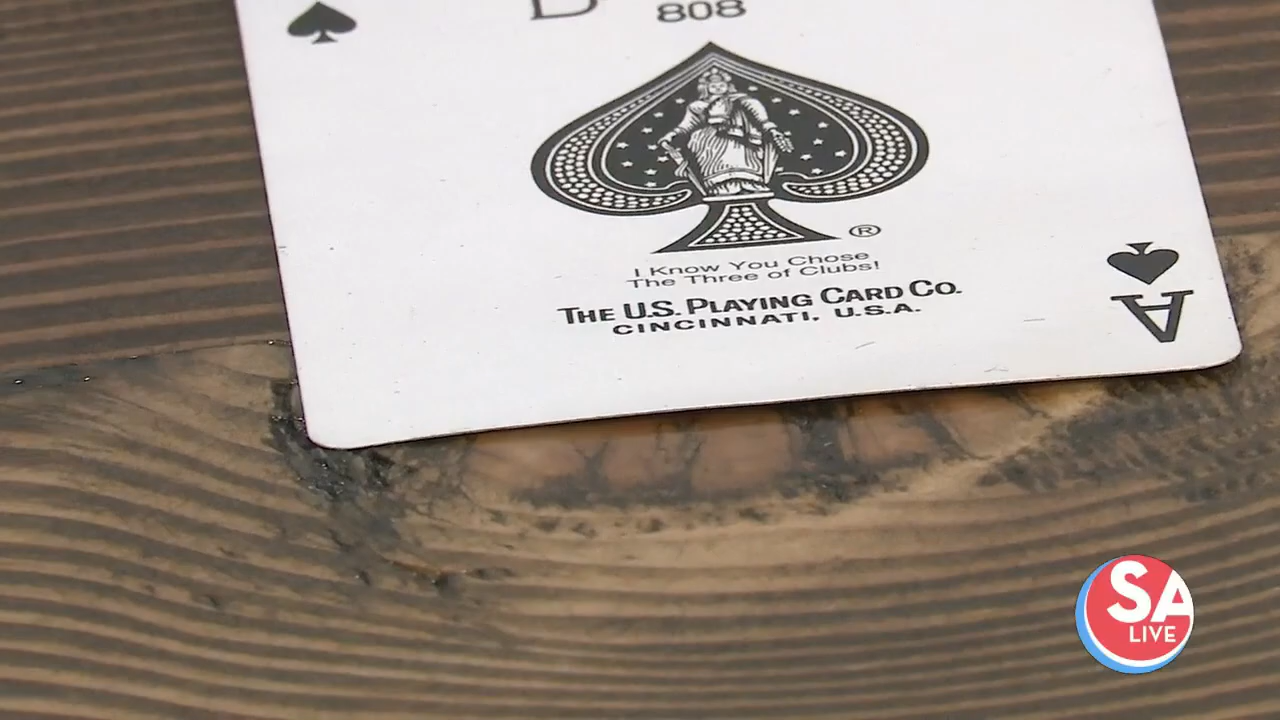 808
®
I Know You Chose
The Three of Clubs!
THE U.S. PLAYING CARD CO.
CINCINNATI, U.S.A.
A
SA
LIVE